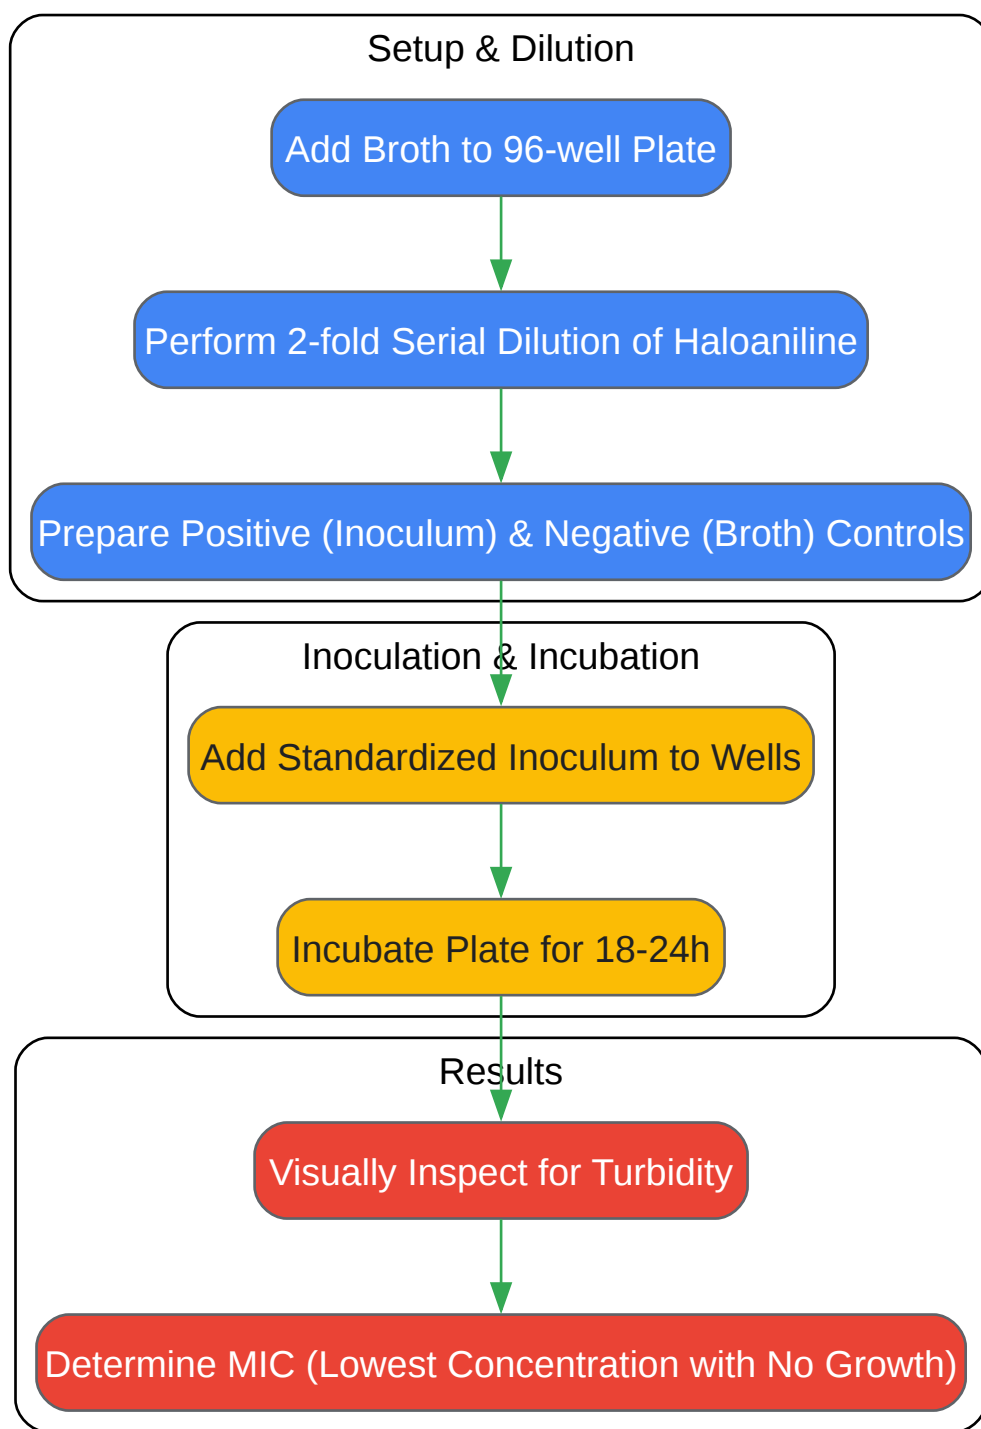 Setup & Dilution
Add Broth to 96-well Plate
Perform 2-fold Serial Dilution of Haloaniline
Prepare Positive (Inoculum) & Negative (Broth) Controls
Inoculation & Incubation
Add Standardized Inoculum to Wells
Incubate Plate for 18-24h
Results
Visually Inspect for Turbidity
Determine MIC (Lowest Concentration with No Growth)